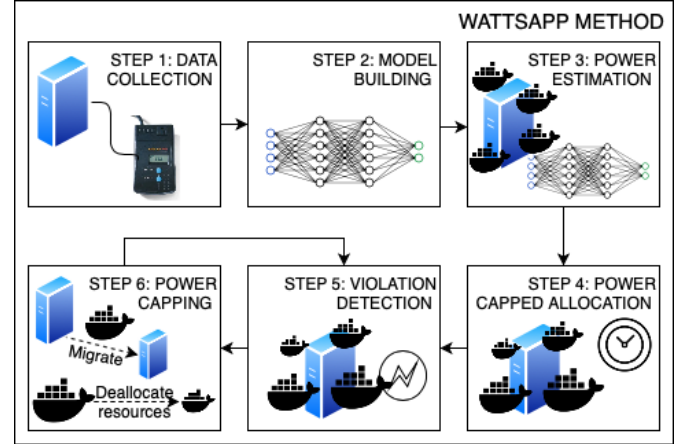 WATTSAPP METHOD
STEP 1: DATA
COLLECTION
STEP 2: MODEL
BUILDING
STEP 3: POWER
ESTIMATION
STEP 4: POWER
CAPPED ALLOCATION
STEP 5: VIOLATION
DETECTION
STEP 6: POWER
CAPPING
Migrate
Deallocate
resources